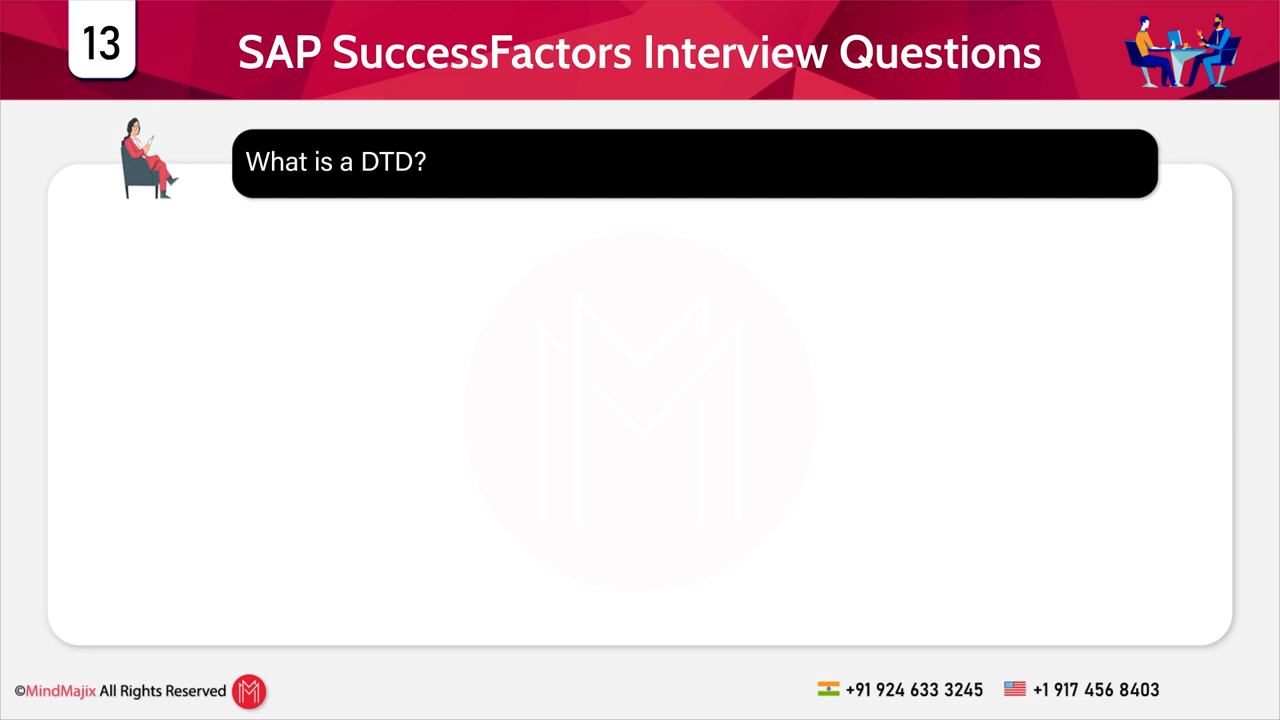 13
SAP SuccessFactors Interview Questions
What is a DTD?
©MindMajix All Rights Reserved
+91 924 633 3245
+1 917 456 8403